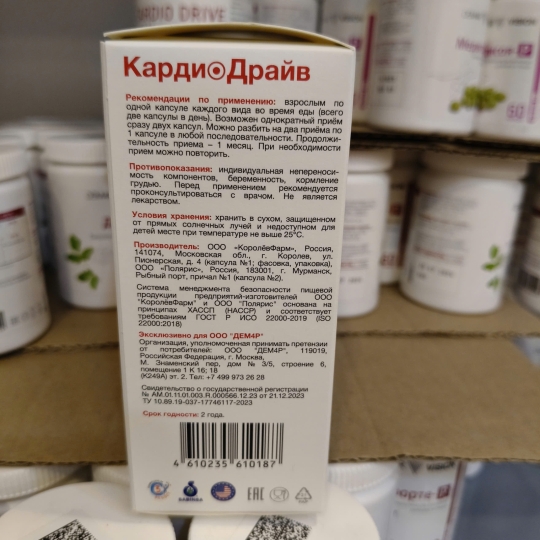 CARDIO DRIVE
КардиоДрайв
Рекомендации по применению: взрослым по
одной капсуле каждого вида во время еды (всего
две капсулы в день). Возможен однократный приём
сразу двух капсул. Можно разбить на два приёма по
1 капсуле в любой последовательности. Продолжи-
тельность приема – 1 месяц. При необходимости
прием можно повторить.
Противопоказания: индивидуальная непереноси-
мость компонентов, беременность, кормление
грудью. Перед применением рекомендуется
проконсультироваться с врачом. Не является
лекарством.
Условия хранения: хранить в сухом, защищенном
от прямых солнечных лучей и недоступном для
детей месте при температуре не выше 25°С.
Производитель: ООО «КоролёвФарм», Россия,
141074, Московская обл., г. Королев, ул.
Пионерская, д. 4 (капсула №1; фасовка, упаковка),
ООО «Полярис», Россия, 183001, г. Мурманск,
Рыбный порт, причал №1 (капсула №2).
Система менеджмента безопасности пищевой
продукции предприятий-изготовителей ООО
"КоролёвФарм" и ООО "Полярис" основана на
принципах ХАССП (НАССР) и соответствует
требованиям ГОСТ Р ИСО 22000-2019 (ISO
22000:2018)
Эксклюзивно для ООО "ДЕМ4Р"
Организация, уполномоченная принимать претензии
от потребителей: ООО "ДЕМ4Р", 119019,
Российская Федерация, г. Москва,
М. Знаменский пер, дом № 3/5, строение 6,
помещение 1 К 16; 18
(К249А) эт. 2. Тел: +7 499 973 26 28
Свидетельство о государственной регистрации
№ AM.01.11.01.003.R.000566.12.23 от 21.12.2023
ТУ 10.89.19-037-17746117-2023
Срок годности: 2 года.
4 610235 610187
EAC
60